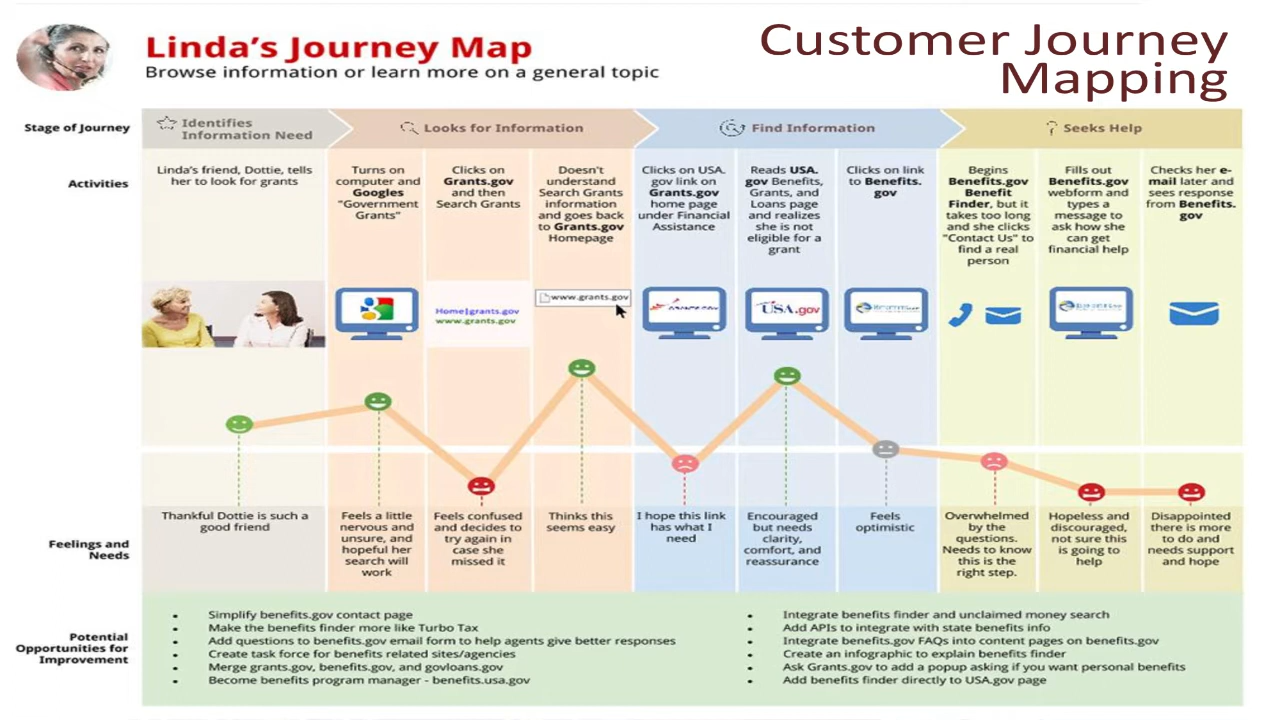 Linda's Journey Map
Browse information or learn more on a general topic
Customer Journey
Mapping
Stage of Journey
Identifies
Information Need
Looks for Information
Find Information
Seeks Help
Activities
Linda's friend, Dottie, tells
her to look for grants
Turns on
computer and
Googles
"Government
Grants"
Clicks on
Grants.gov
and then
Search Grants
Doesn't
understand
Search Grants
information
and goes back
to Grants.gov
Homepage
Clicks on USA.
gov link on
Grants.gov
home page
under Financial
Assistance
Reads USA.
gov Benefits,
Grants, and
Loans page
and realizes
she is not
eligible for a
grant
Clicks on link
to Benefits.
gov
Begins
Benefits.gov
Benefit
Finder, but it
takes too long
and she clicks
"Contact Us" to
find a real
person
Fills out
Benefits.gov
webform and
types a
message to
ask how she
can get
financial help
Checks her e-
mail later and
sees response
from Benefits.
gov
Home|grants.gov
www.grants.gov
www.grants.gov
USA.gov
Feelings and
Needs
Thankful Dottie is such a
good friend
Feels a little
nervous and
unsure, and
hopeful her
search will
work
Feels confused
and decides to
try again in
case she
missed it
Thinks this
seems easy
I hope this link
has what I
need
Encouraged
but needs
clarity,
comfort, and
reassurance
Feels
optimistic
Overwhelmed
by the
questions.
Needs to know
this is the
right step.
Hopeless and
discouraged,
not sure this
is going to
help
Disappointed
there is more
to do and
needs support
and hope
Potential
Opportunities for
Improvement
• Simplify benefits.gov contact page
• Make the benefits finder more like Turbo Tax
• Add questions to benefits.gov email form to help agents give better responses
• Create task force for benefits related sites/agencies
• Merge grants.gov, benefits.gov, and govloans.gov
• Become benefits program manager - benefits.usa.gov
• Integrate benefits finder and unclaimed money search
• Add APIs to integrate with state benefits info
• Integrate benefits.gov FAQs into content pages on benefits.gov
• Create an infographic to explain benefits finder
• Ask Grants.gov to add a popup asking if you want personal benefits
• Add benefits finder directly to USA.gov page